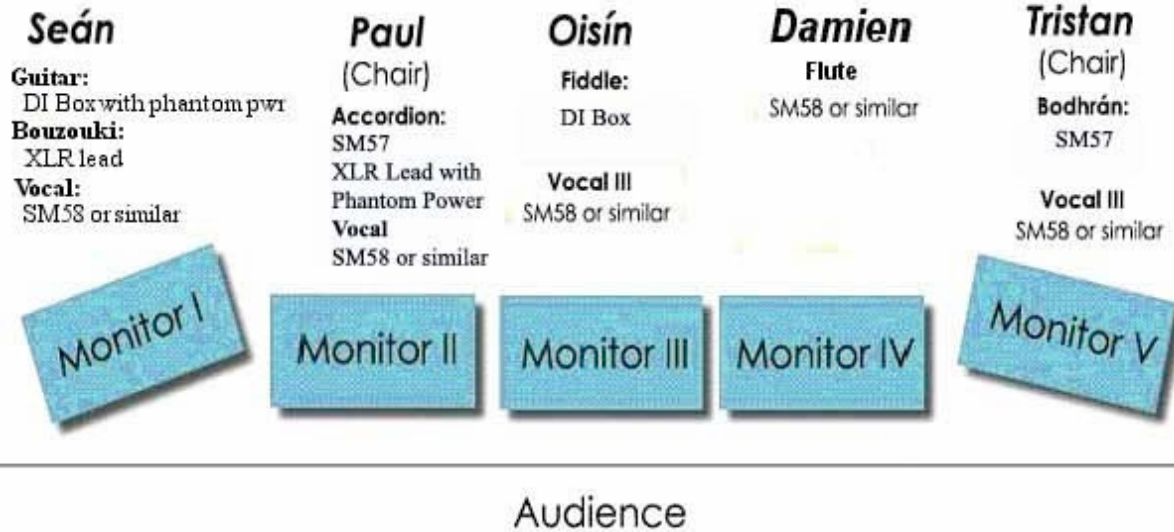 Seán
Guitar:
DI Box with phantom pwr
Bouzouki:
XLR lead
Vocal:
SM58 or similar
Paul
(Chair)
Accordion:
SM57
XLR Lead with
Phantom Power
Vocal
SM58 or similar
Oisín
Fiddle:
DI Box
Vocal III
SM58 or similar
Damien
Flute
SM58 or similar
Tristan
(Chair)
Bodhrán:
SM57
Vocal III
SM58 or similar
Monitor I
Monitor II
Monitor III
Monitor IV
Monitor V
Audience